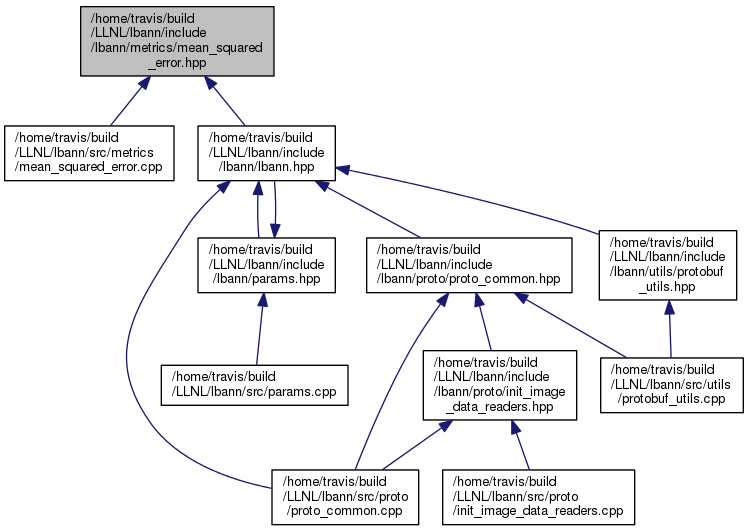 /home/travis/build
/LLNL/lbann/include
/lbann/metrics/mean_squared
_error.hpp
/home/travis/build
/LLNL/lbann/src/metrics
/mean_squared_error.cpp
/home/travis/build
/LLNL/lbann/include
/lbann/lbann.hpp
/home/travis/build
/LLNL/lbann/include
/lbann/params.hpp
/home/travis/build
/LLNL/lbann/include
/lbann/proto/proto_common.hpp
/home/travis/build
/LLNL/lbann/include
/lbann/utils/protobuf
_utils.hpp
/home/travis/build
/LLNL/lbann/src/params.cpp
/home/travis/build
/LLNL/lbann/include
/lbann/proto/init_image
_data_readers.hpp
/home/travis/build
/LLNL/lbann/src/utils
/protobuf_utils.cpp
/home/travis/build
/LLNL/lbann/src/proto
/proto_common.cpp
/home/travis/build
/LLNL/lbann/src/proto
/init_image_data_readers.cpp